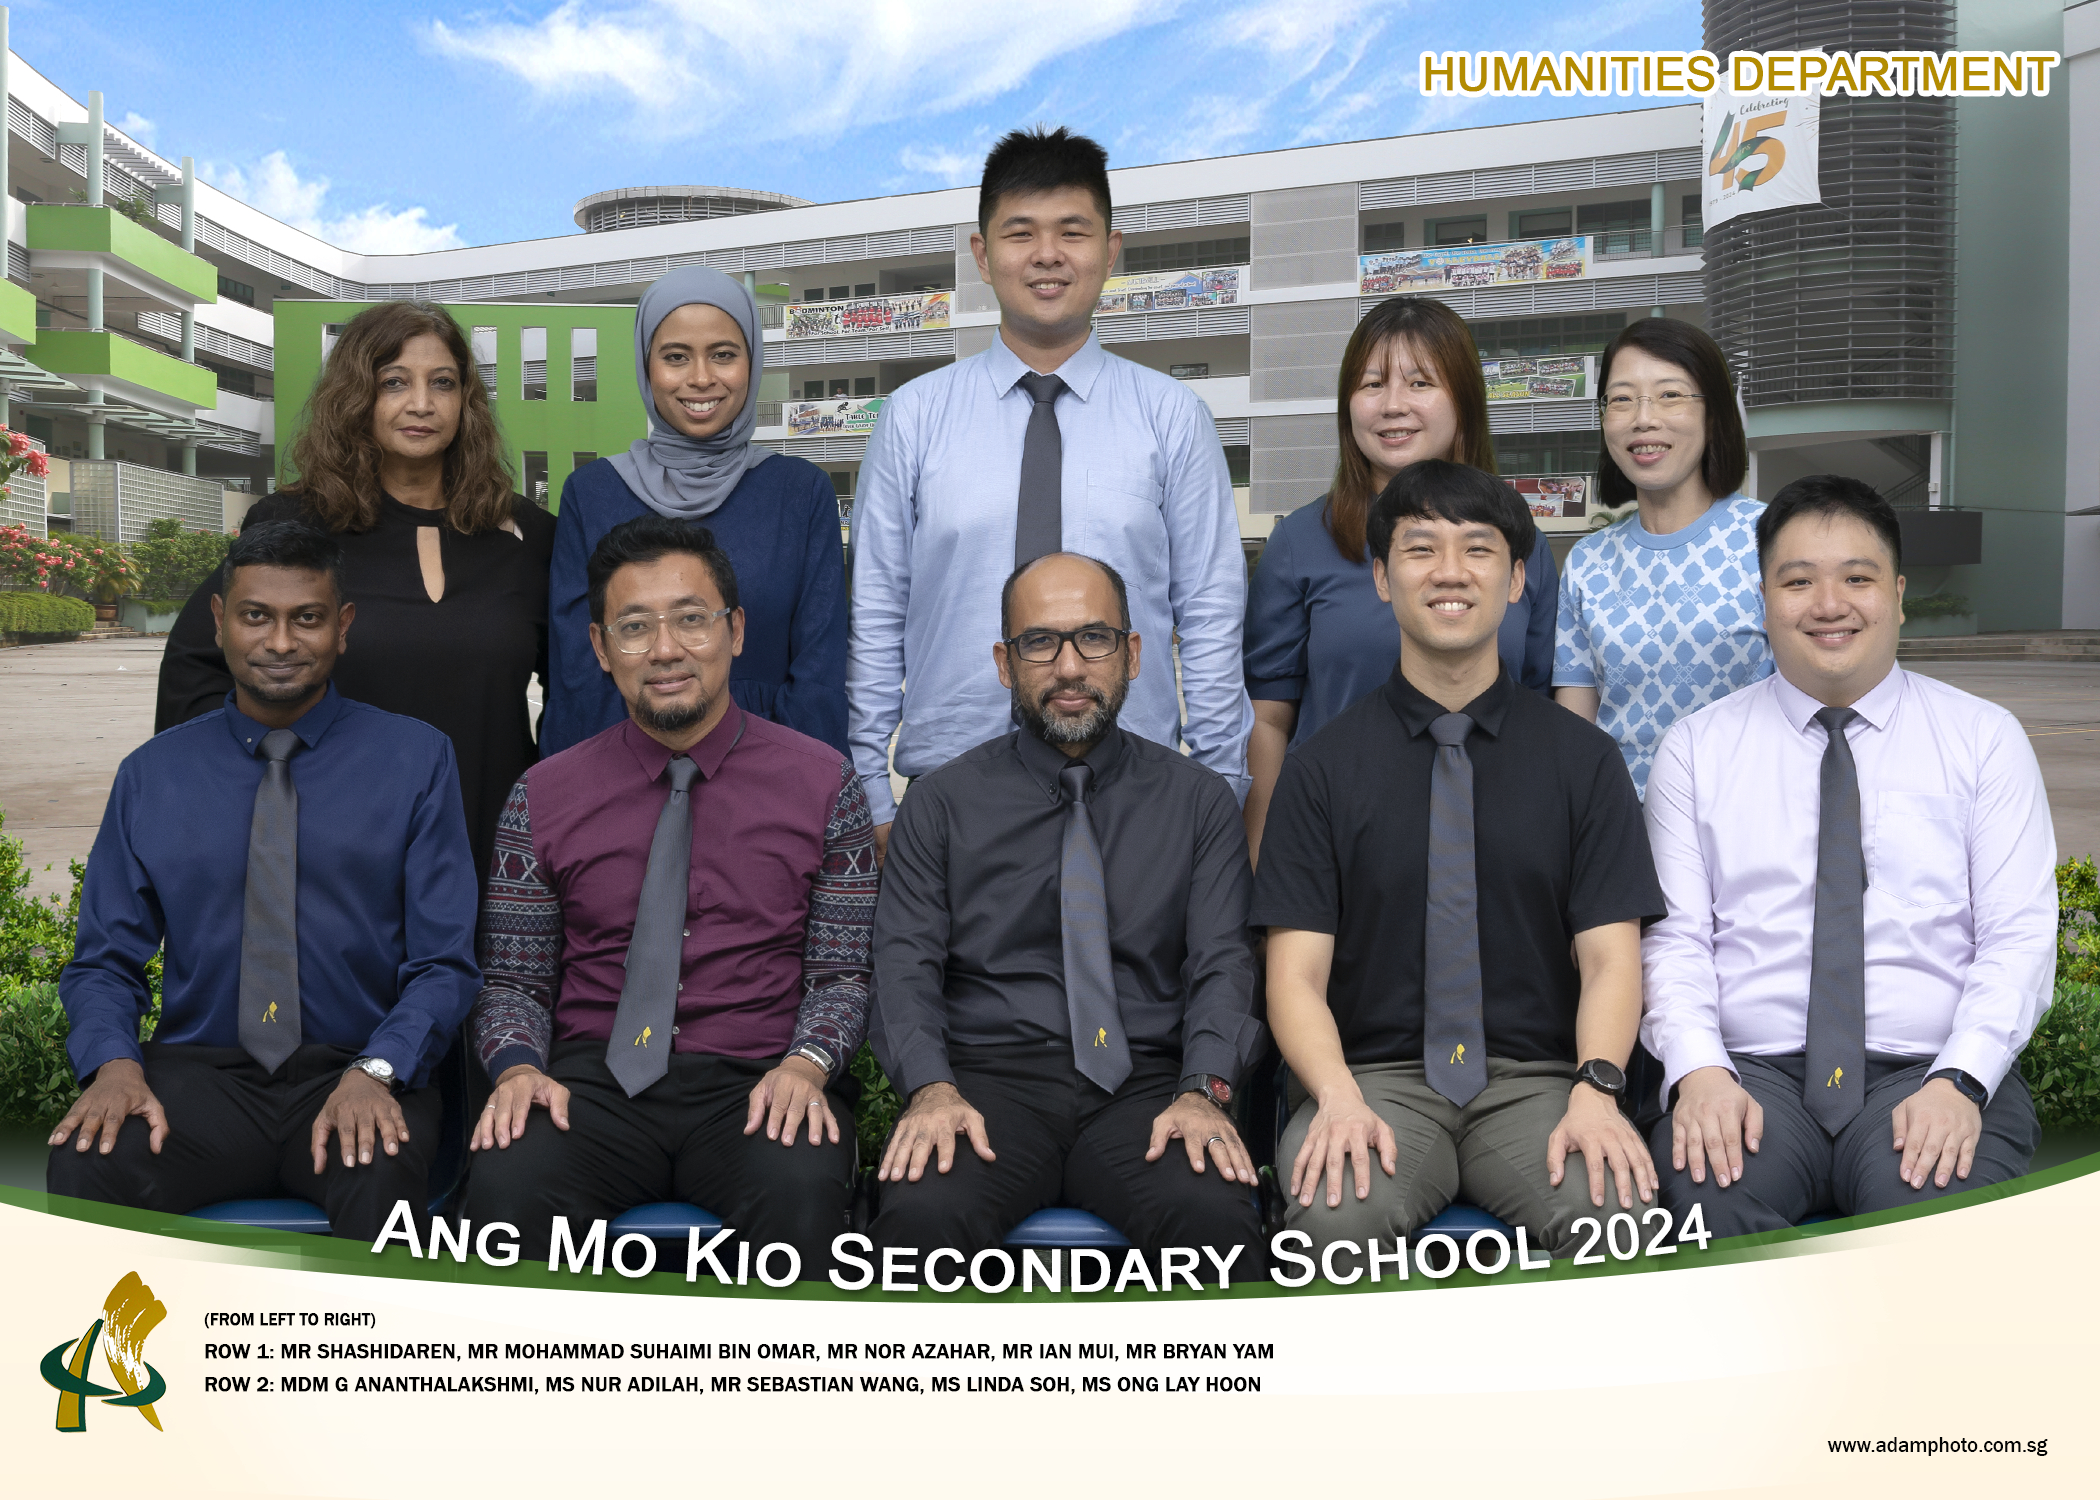 HUMANITIES DEPARTMENT
Celebrating
45
BADMINTON
ANG MO KIO SECONDARY SCHOOL 2024
(FROM LEFT TO RIGHT)
ROW 1: MR SHASHIDAREN, MR MOHAMMAD SUHAIMI BIN OMAR, MR NOR AZAHAR, MR IAN MUI, MR BRYAN YAM
ROW 2: MDM G ANANTHALAKSHMI, MS NUR ADILAH, MR SEBASTIAN WANG, MS LINDA SOH, MS ONG LAY HOON
www.adamphoto.com.sg